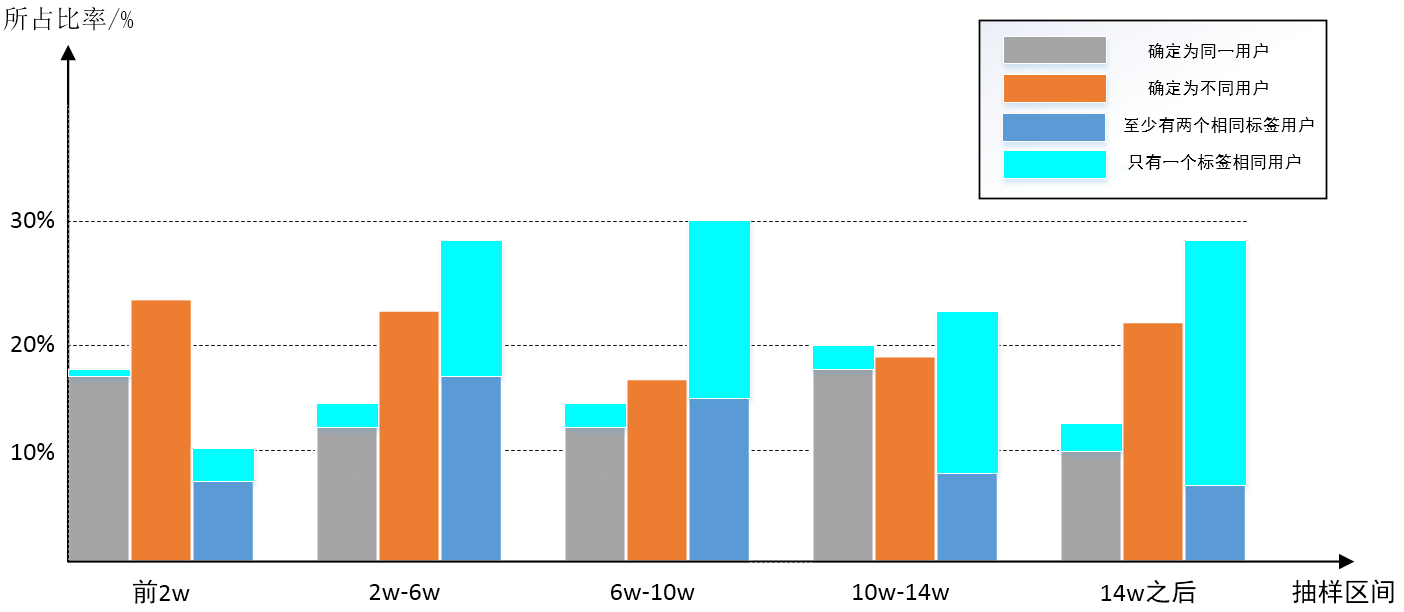 所占比率/%
确定为同一用户
确定为不同用户
至少有两个相同标签用户
只有一个标签相同用户
30%
20%
10%
前2w
2w-6w
6w-10w
10w-14w
14w之后
抽样区间